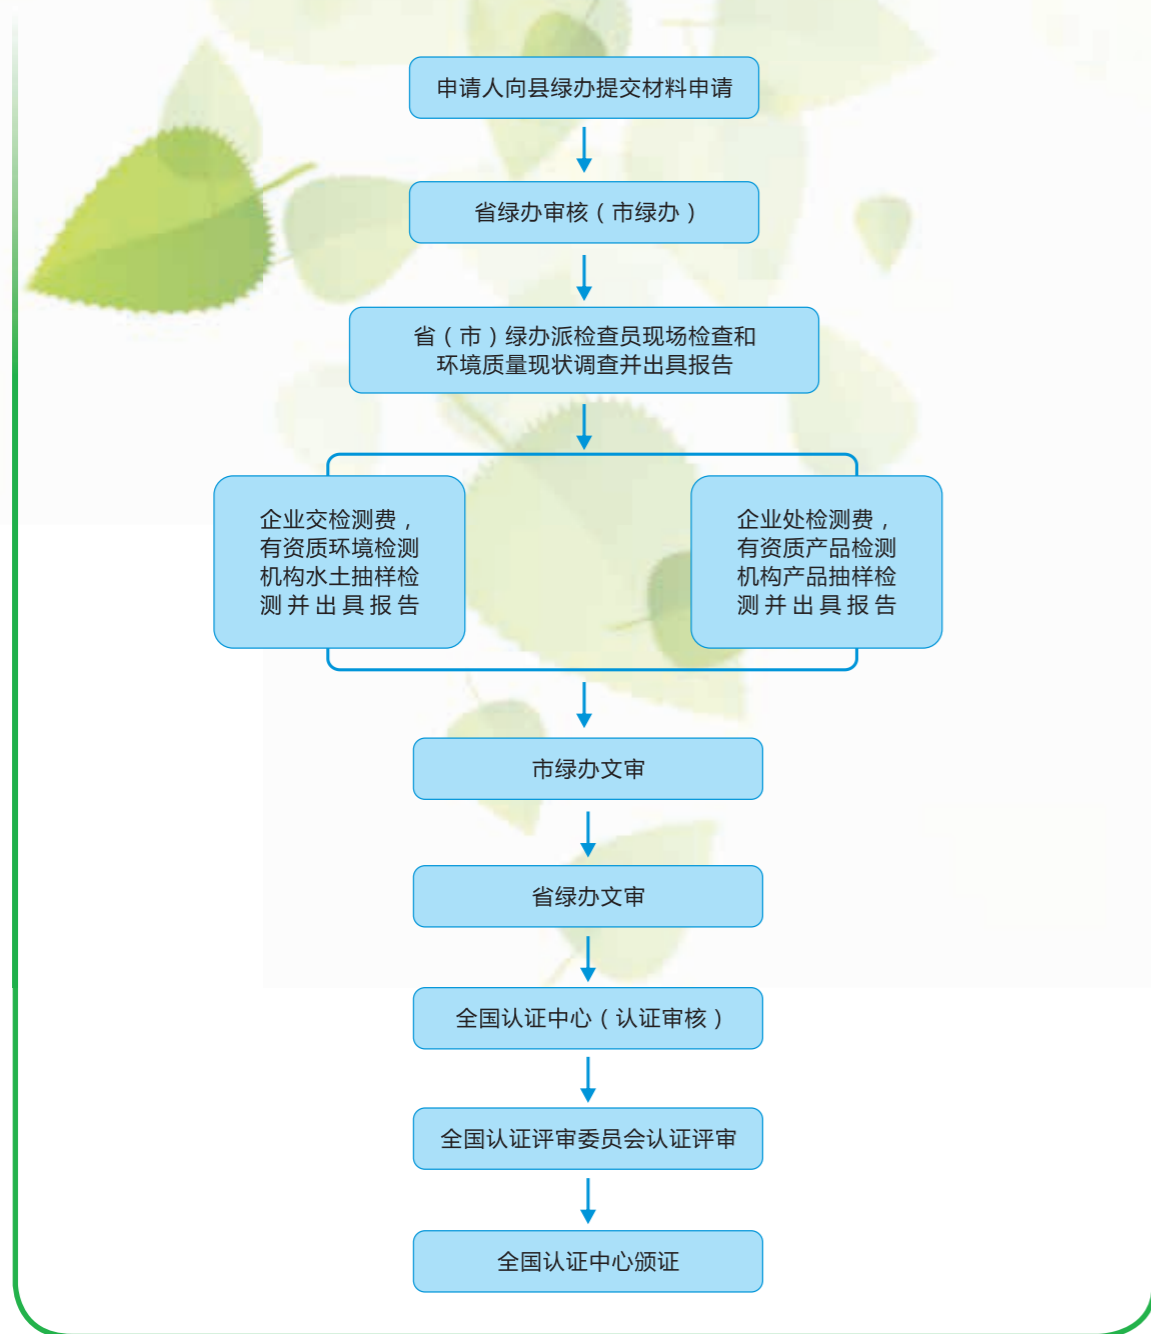 申请人向县绿办提交材料申请
省绿办审核（市绿办）
省（市）绿办派检查员现场检查和
环境质量现状调查并出具报告
企业交检测费，
有资质环境检测
机构水土抽样检
测并出具报告
企业处检测费，
有资质产品检测
机构产品抽样检
测并出具报告
市绿办文审
省绿办文审
全国认证中心（认证审核）
全国认证评审委员会认证评审
全国认证中心颁证